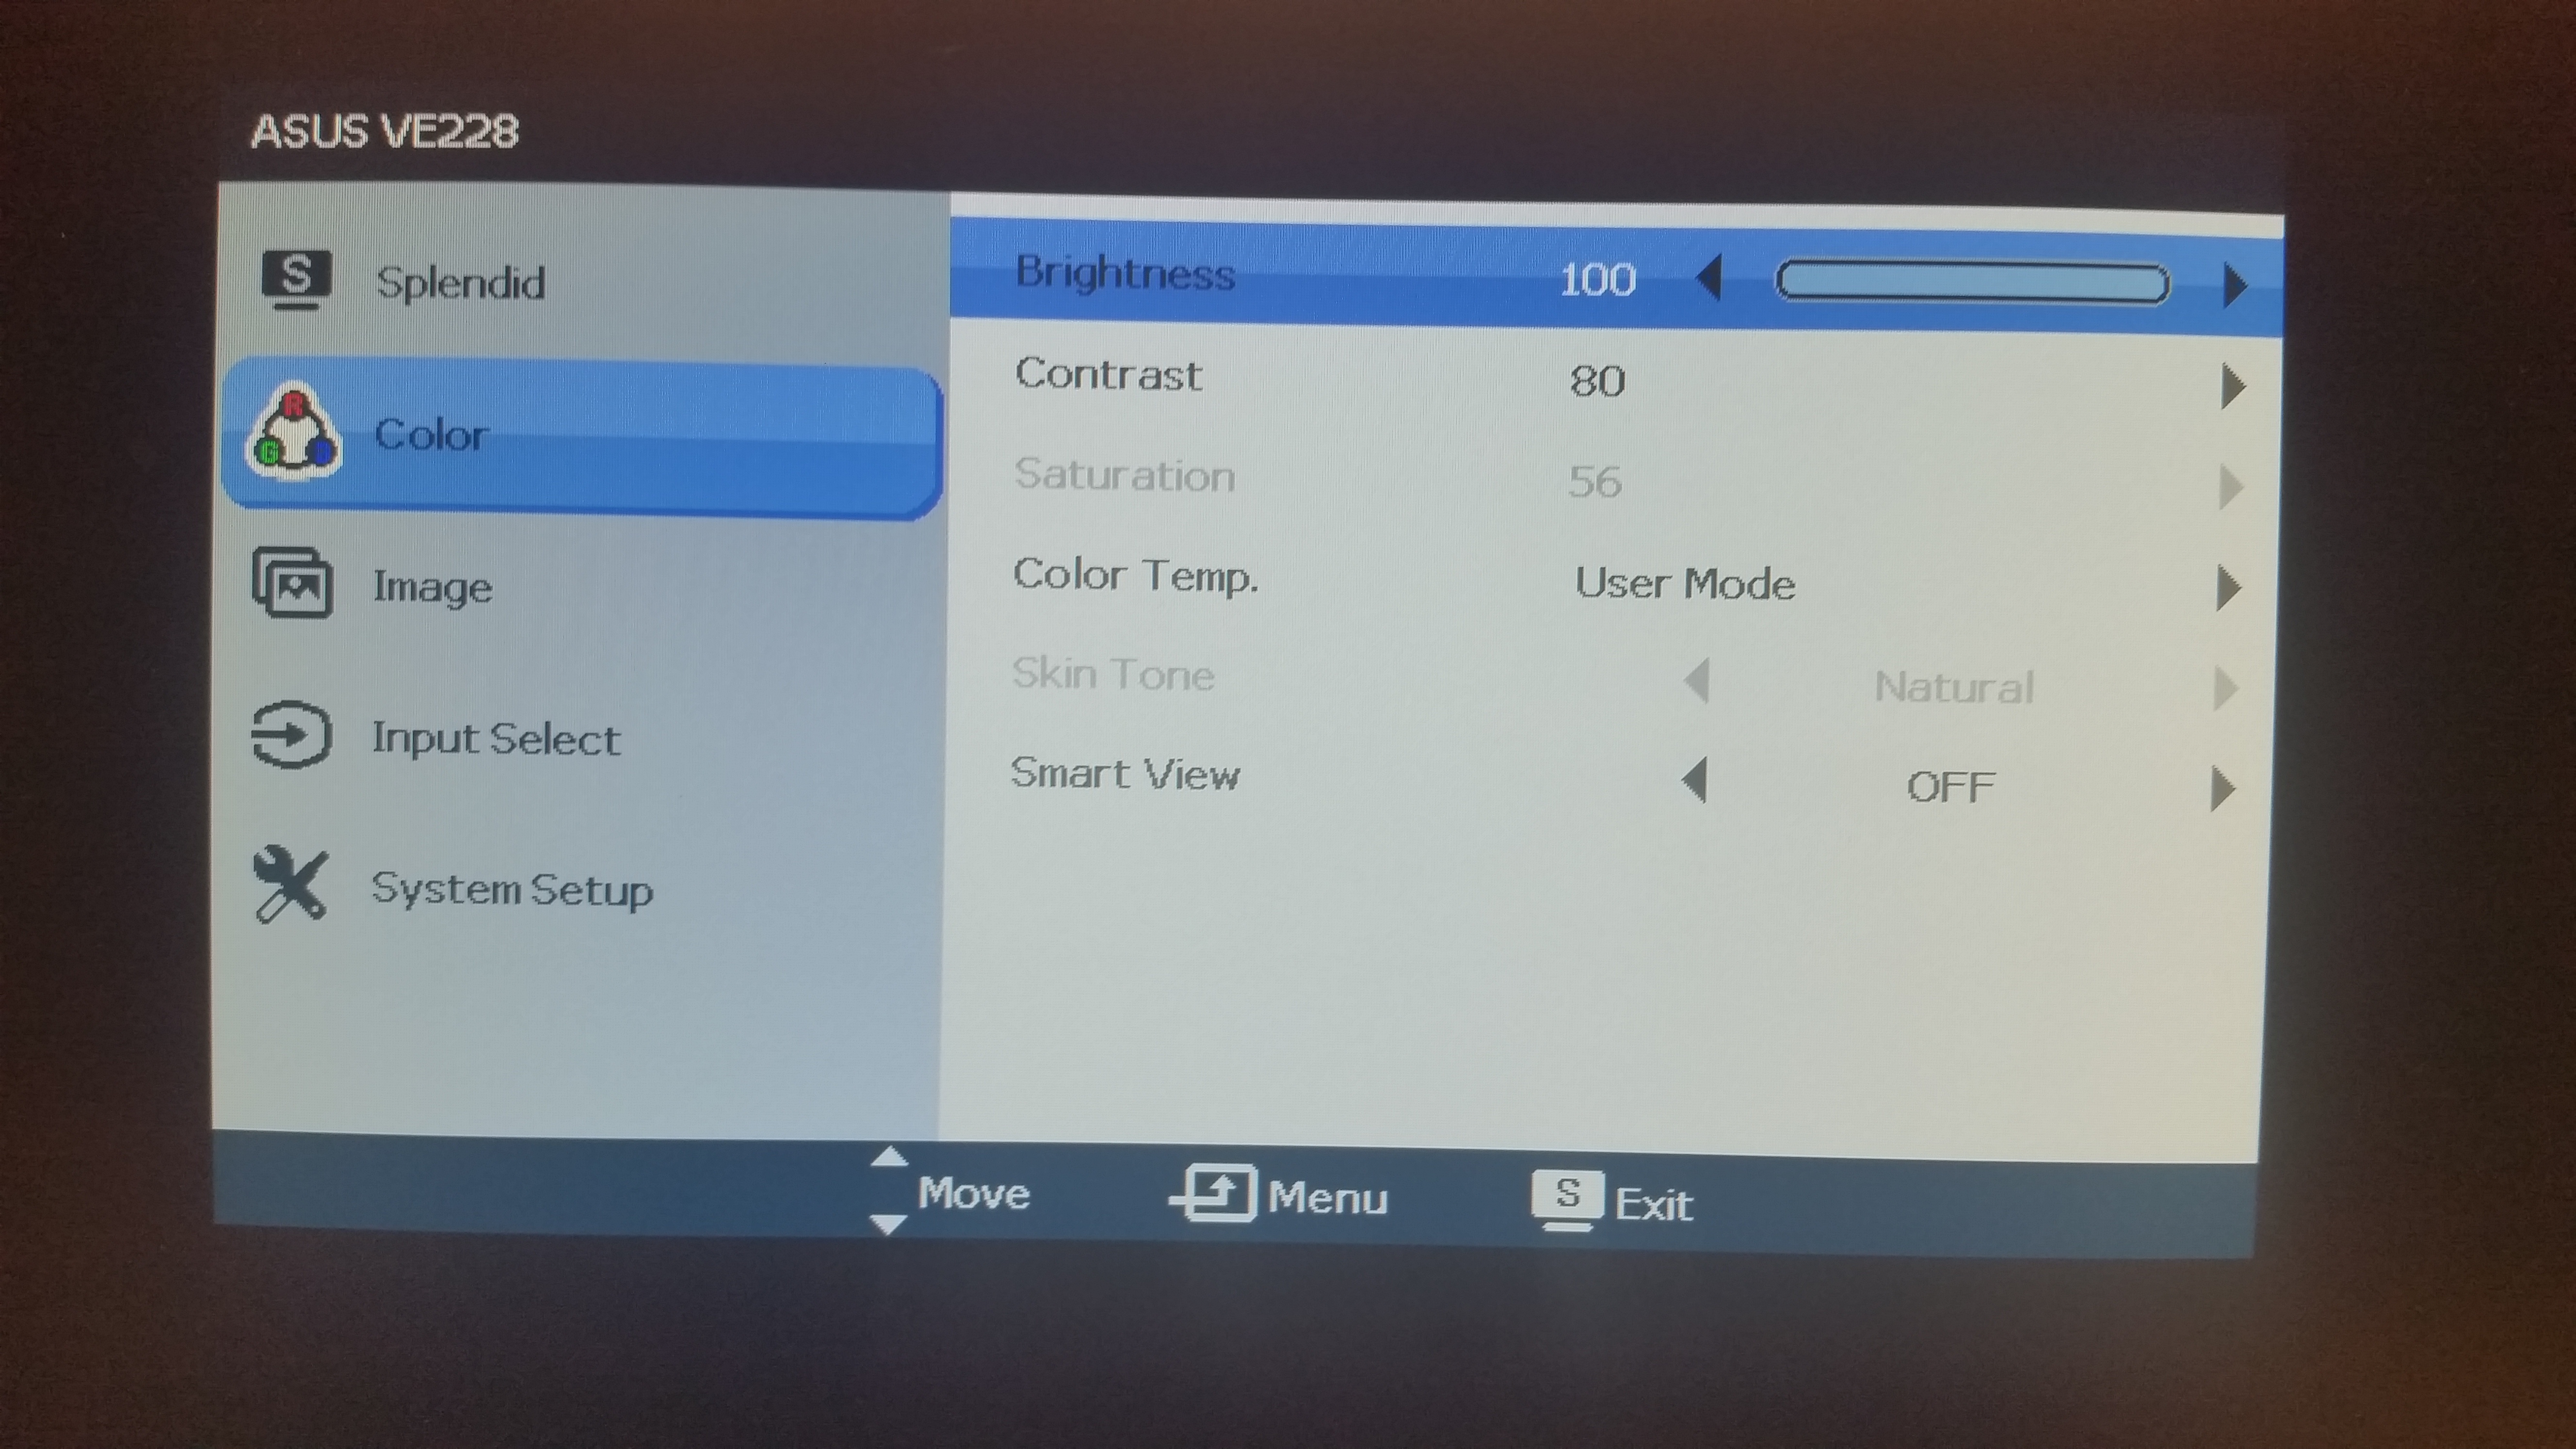 ASUS VE228
S Splendid
R G Color
Image
Input Select
System Setup
Brightness 100
Contrast 80
Saturation 56
Color Temp. User Mode
Skin Tone Natural
Smart View OFF
Move Menu S Exit